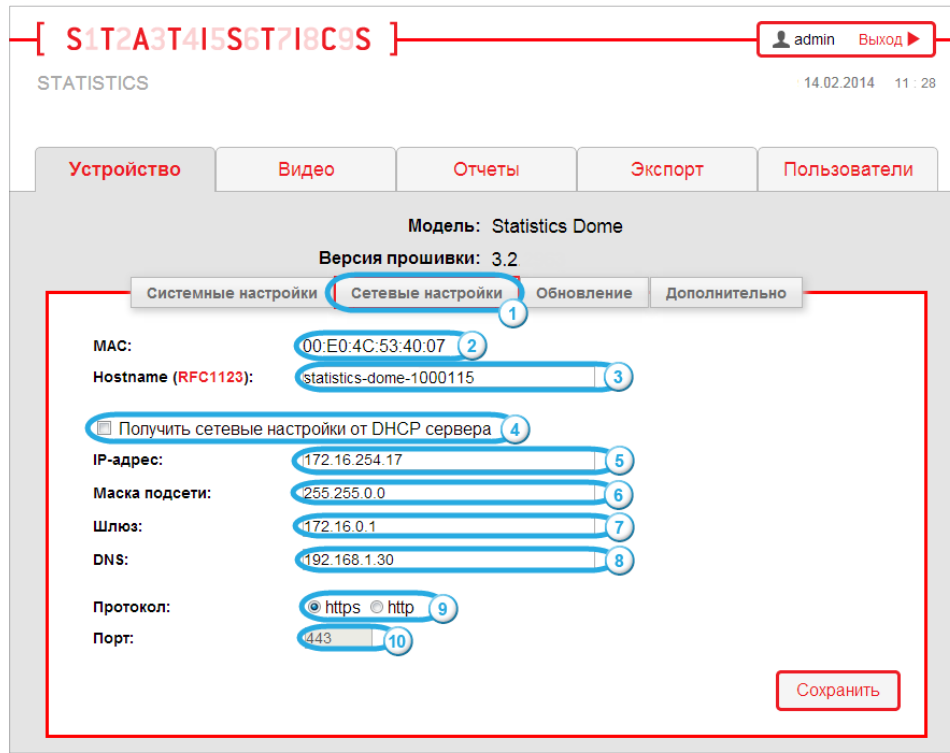 S1T2A3T4I5S6T7I8C9S
admin Выход
STATISTICS
14.02.2014 11 : 28
Устройство Видео Отчеты Экспорт Пользователи
Модель: Statistics Dome
Версия прошивки: 3.2
Системные настройки Сетевые настройки Обновление Дополнительно
1
MAC: 00:E0:4C:53:40:07 2
Hostname (RFC1123): statistics-dome-1000115 3
Получить сетевые настройки от DHCP сервера 4
IP-адрес: 172.16.254.17 5
Маска подсети: 255.255.0.0 6
Шлюз: 172.16.0.1 7
DNS: 192.168.1.30 8
Протокол: https http 9
Порт: 443 10
Сохранить